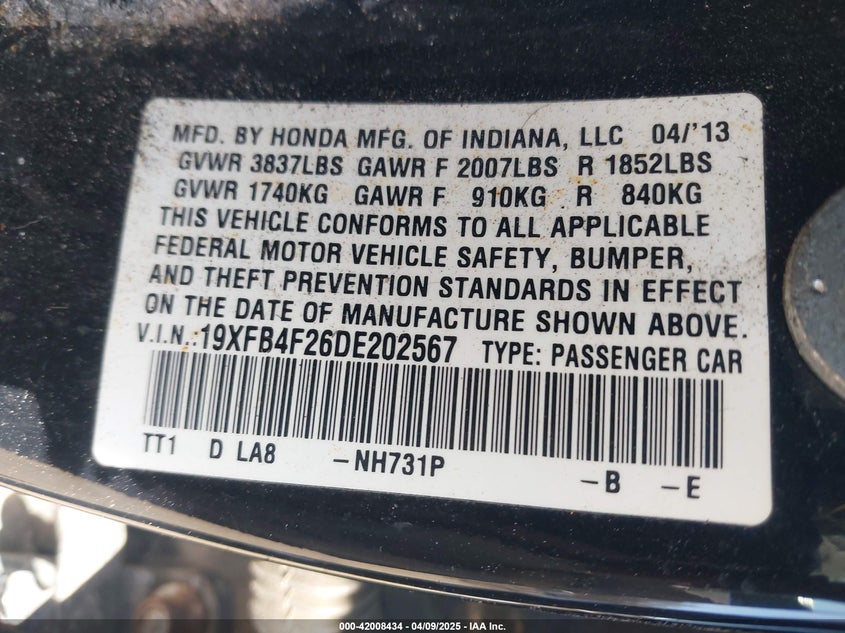 MFD. BY HONDA MFG. OF INDIANA, LLC 04/'13
GVWR 3837LBS GAWR F 2007LBS R 1852LBS
GVWR 1740KG GAWR F 910KG R 840KG
THIS VEHICLE CONFORMS TO ALL APPLICABLE
FEDERAL MOTOR VEHICLE SAFETY, BUMPER,
AND THEFT PREVENTION STANDARDS IN EFFECT
ON THE DATE OF MANUFACTURE SHOWN ABOVE.
V.I.N.:19XFB4F26DE202567 TYPE: PASSENGER CAR
TT1 D LA8 -NH731P -B -E
000-42008434 - 04/09/2025 - IAA Inc.